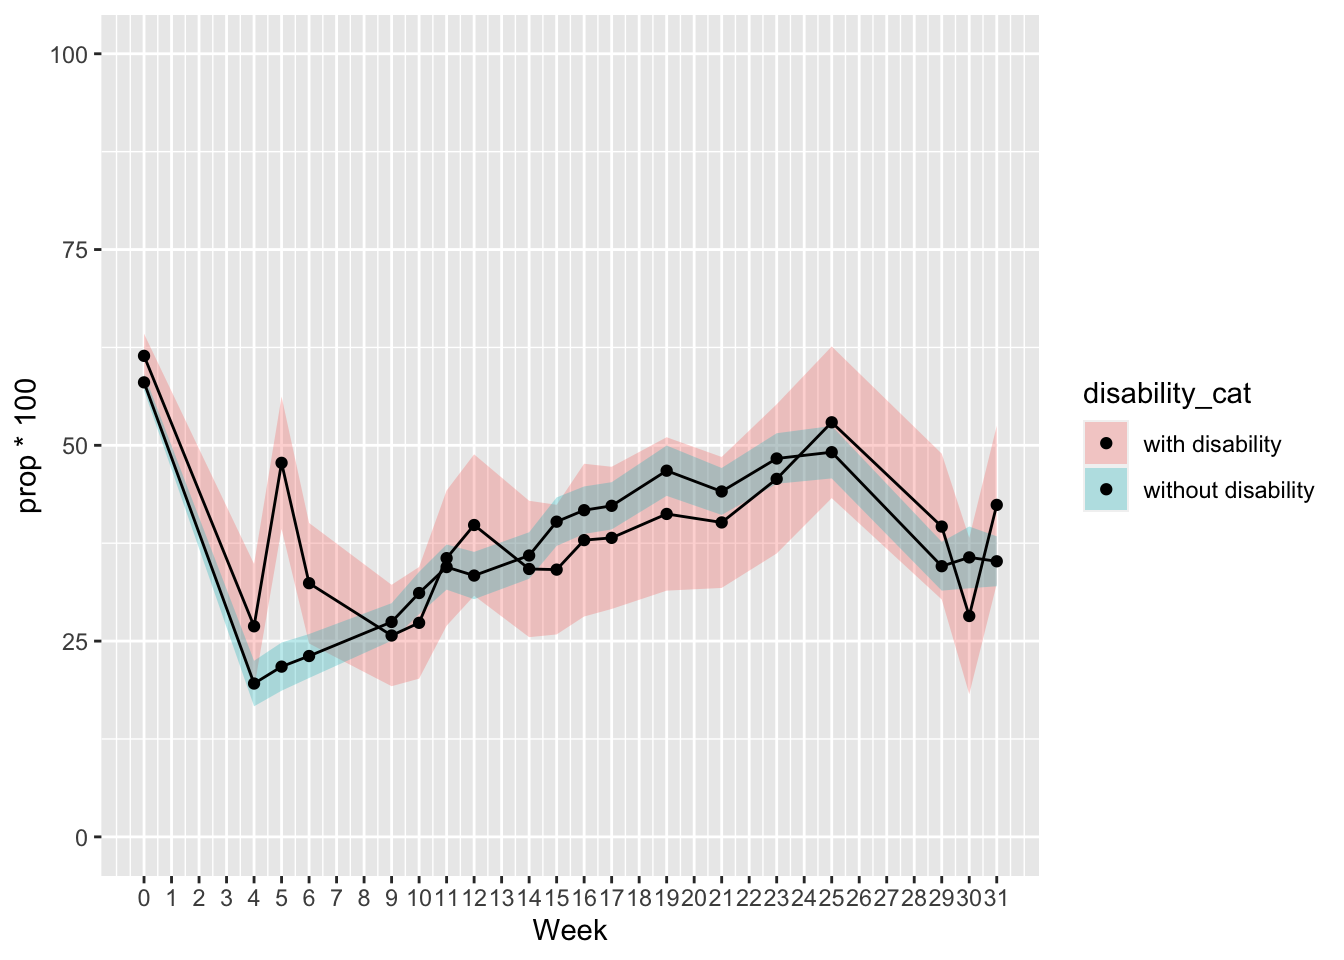 100
75
50
25
0
prop * 100
0 1 2 3 4 5 6 7 8 9 10 11 12 13 14 15 16 17 18 19 20 21 22 23 24 25 26 27 28 29 30 31
Week
disability_cat
with disability
without disability